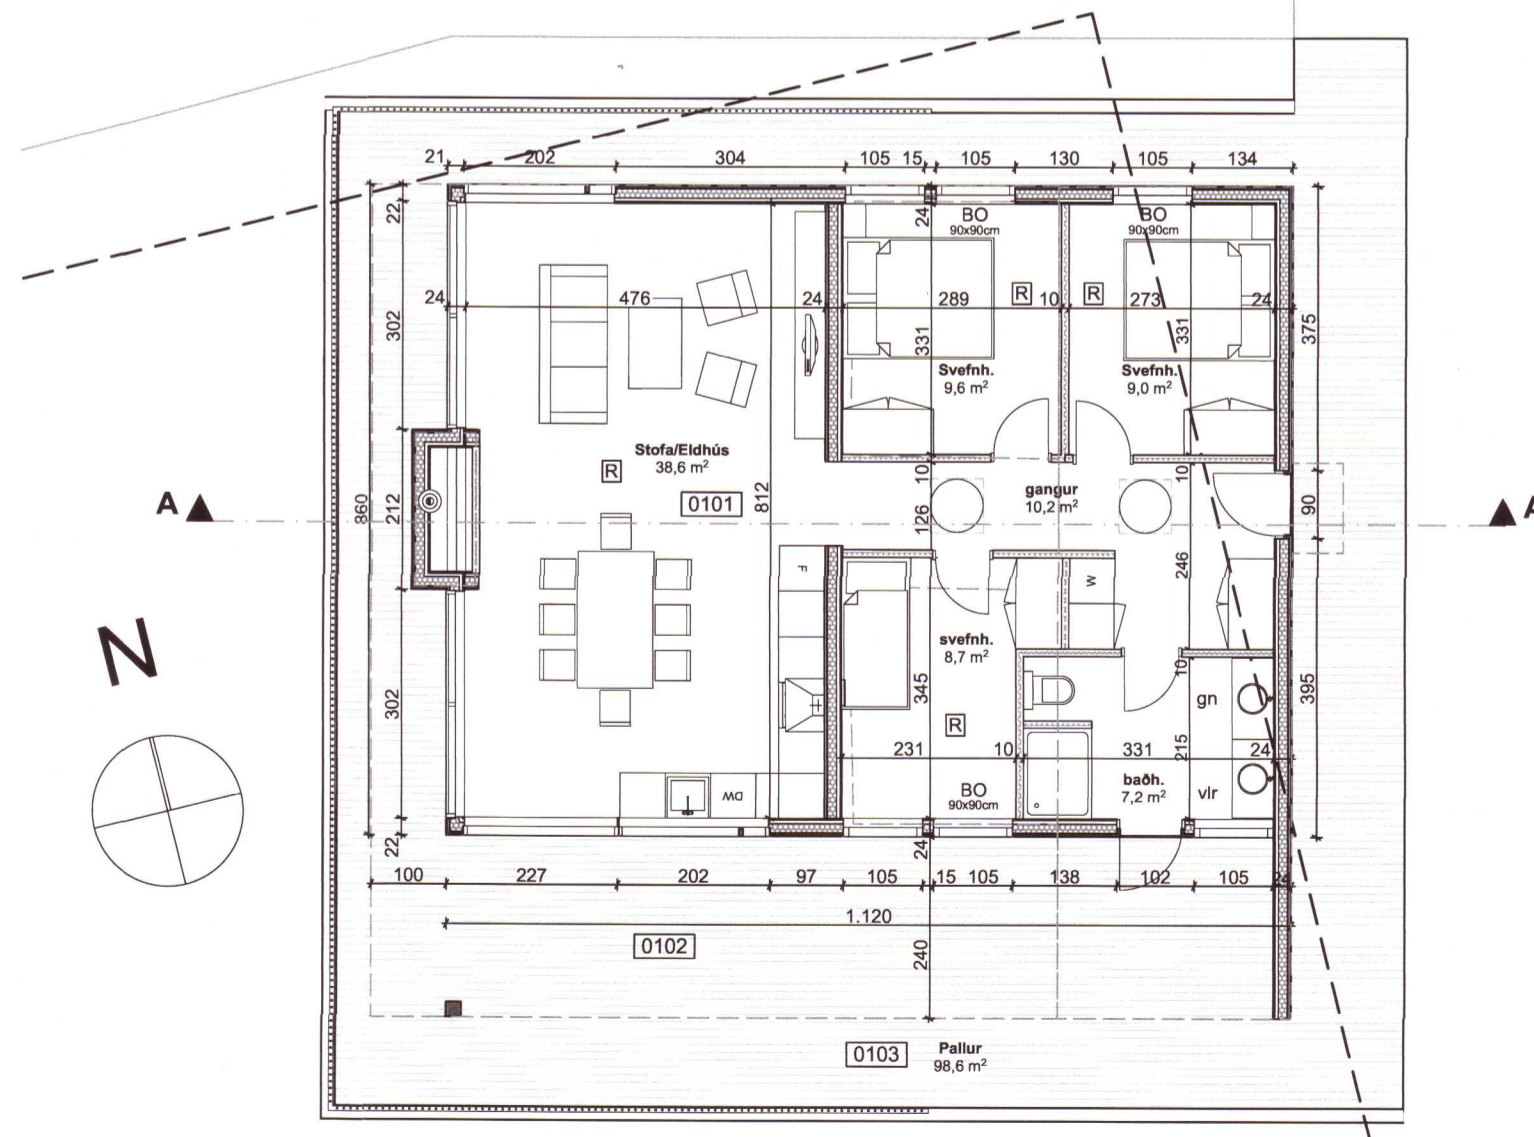 21 202 304 105 15 105 130 105 134
22 24 BO BO
90x90cm 90x90cm
R R
24 476 24 289 10 273 24
302 331 331 375
Svefnh. Svefnh.
9,6 m² 9,0 m²
Stofa/Eldhús
38,6 m²
R
0101
10 10
gangur
10,2 m²
A 860 212 812 126 90 A
246
F W
N
svefnh.
8,7 m²
10
302 345 gn 395
R
231 10 331 215 24
baðh.
7,2 m²
BO
90x90cm
vlr
DW
22 24
100 227 202 97 105 15 105 138 102 105 24
1.120
0102
240
0103
Pallur
98,6 m²